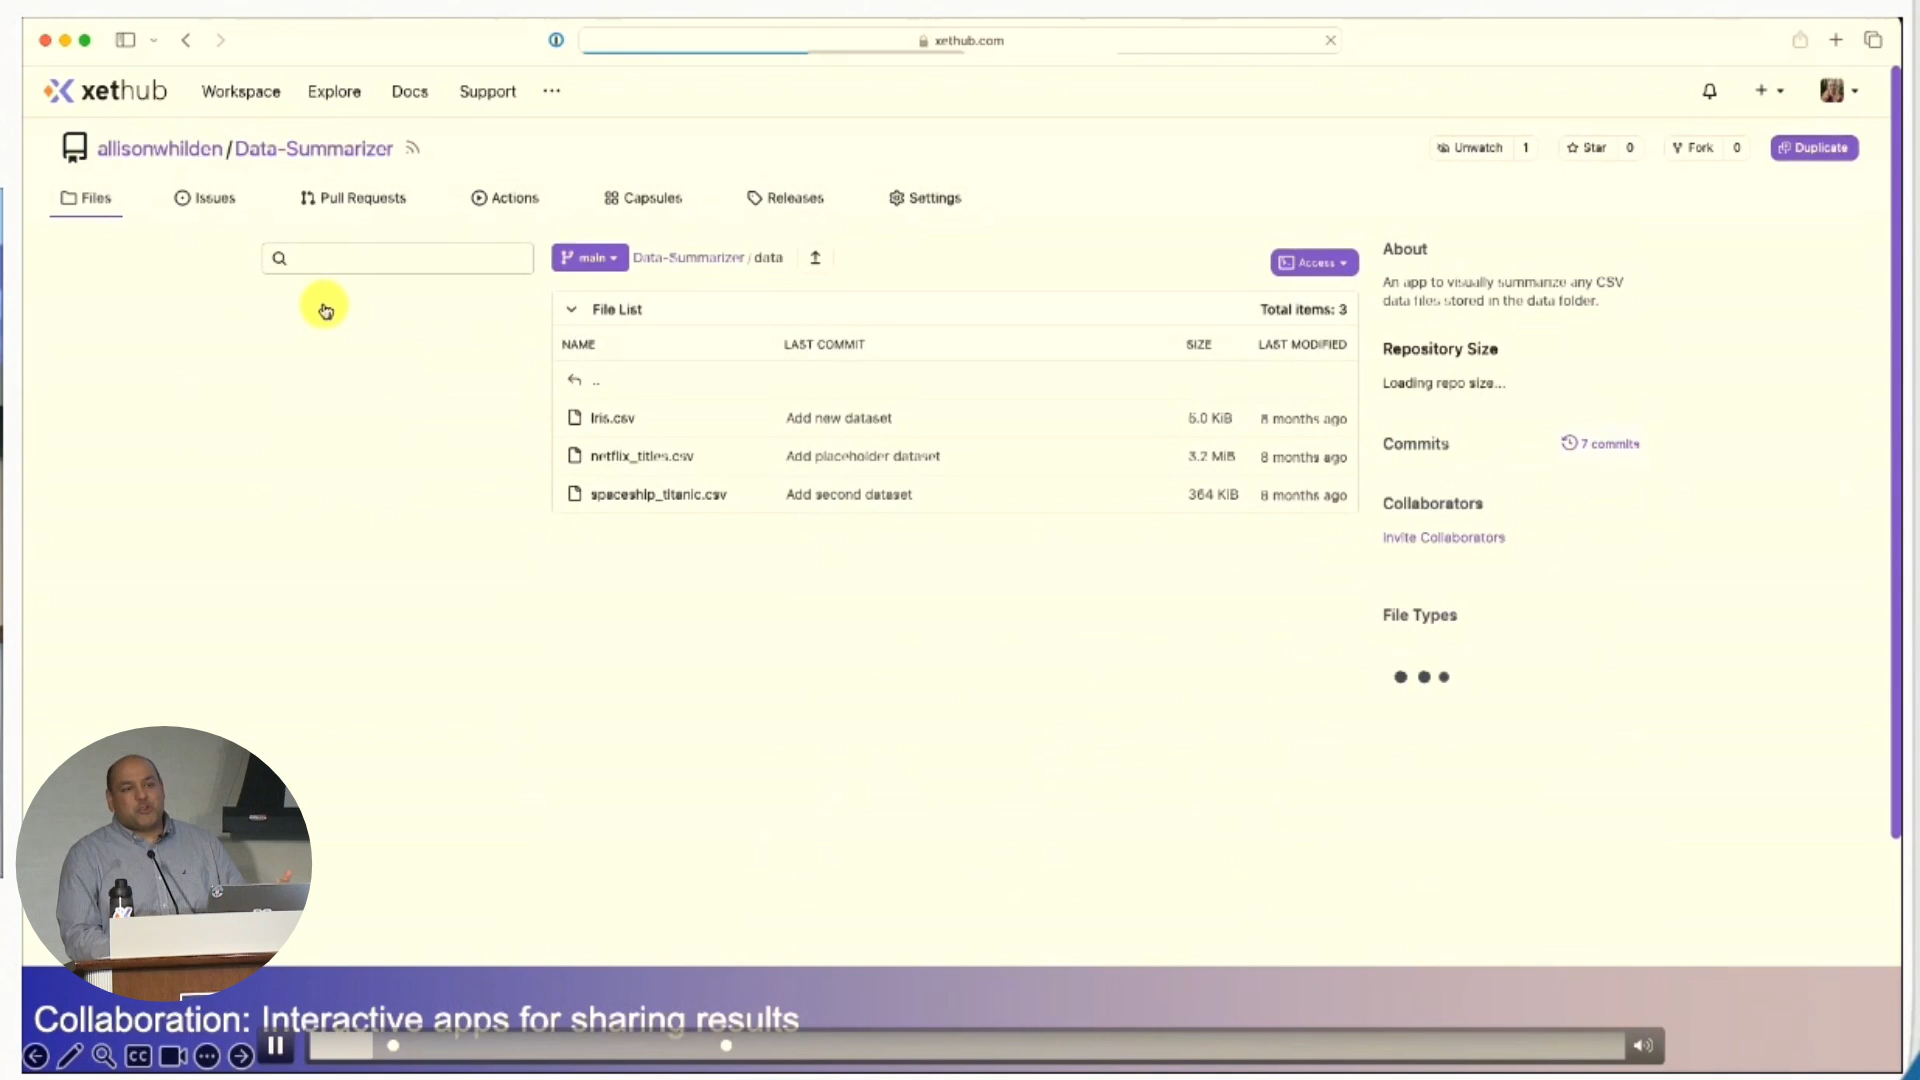 xethub.com
xethub Workspace Explore Docs Support ...
allisonwhilden/Data-Summarizer
Unwatch 1 Star 0 Fork 0 Duplicate
Files Issues Pull Requests Actions Capsules Releases Settings
main Data-Summarizer / data
Access
File List Total items: 3
NAME LAST COMMIT SIZE LAST MODIFIED
..
Iris.csv Add new dataset 5.0 KiB 8 months ago
netflix_titles.csv Add placeholder dataset 3.2 MiB 8 months ago
spaceship_titanic.csv Add second dataset 364 KiB 8 months ago
About
An app to visually summarize any CSV
data files stored in the data folder.
Repository Size
Loading repo size...
Commits 7 commits
Collaborators
Invite Collaborators
File Types
Collaboration: Interactive apps for sharing results
CC